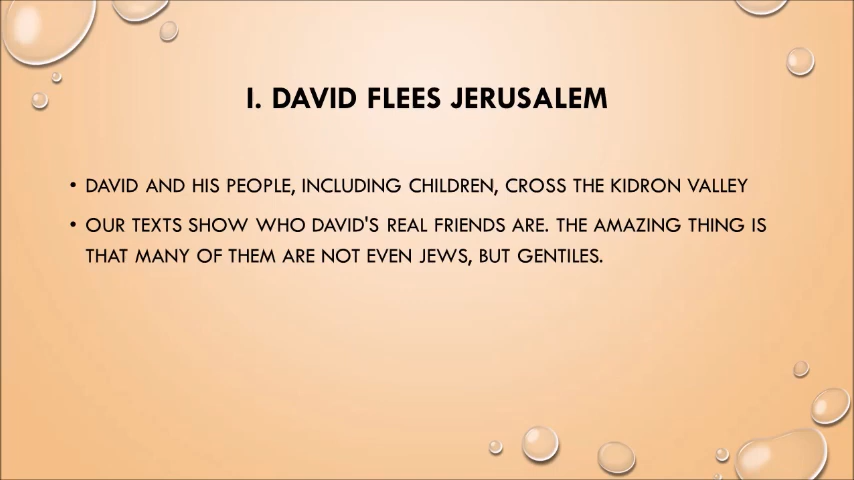 I. DAVID FLEES JERUSALEM
• DAVID AND HIS PEOPLE, INCLUDING CHILDREN, CROSS THE KIDRON VALLEY
• OUR TEXTS SHOW WHO DAVID'S REAL FRIENDS ARE. THE AMAZING THING IS
THAT MANY OF THEM ARE NOT EVEN JEWS, BUT GENTILES.